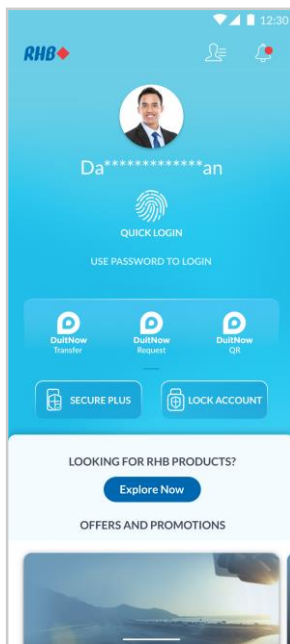 12:30
RHB
Da*************an
QUICK LOGIN
USE PASSWORD TO LOGIN
DuitNow
Transfer
DuitNow
Request
DuitNow
QR
SECURE PLUS
LOCK ACCOUNT
LOOKING FOR RHB PRODUCTS?
Explore Now
OFFERS AND PROMOTIONS